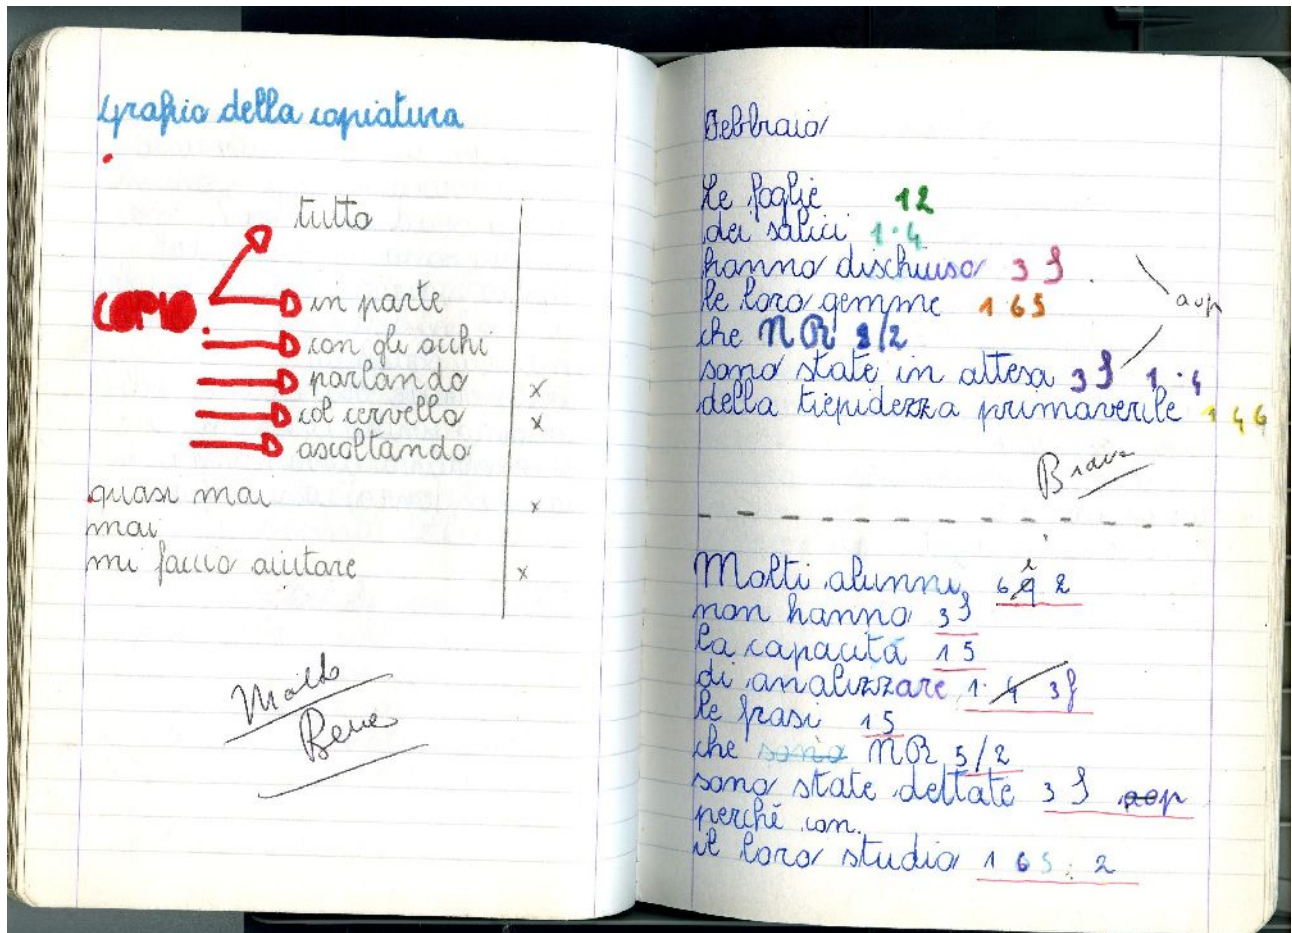 Grafico della copiatura
tutto
COPIO
in parte
con gli occhi
parlando x
col cervello x
ascoltando
quasi mai x
mai
mi faccio aiutare x
Molto
Bene
Febbraio
Le foglie 12
dei salici 1·4
hanno dischiuso 3 S
le loro gemme 1 6 5
che NR
sono state in attesa 3 S 1·4
della tiepidezza primaverile 1 4 6
Brava
Molti alunni 6 2
non hanno 3 S
la capacità 1 5
di analizzare 1·4 3
le frasi 1 5
che sono NR 5/2
sono state dettate 3 S
perché con
il loro studio 1 6 5 2